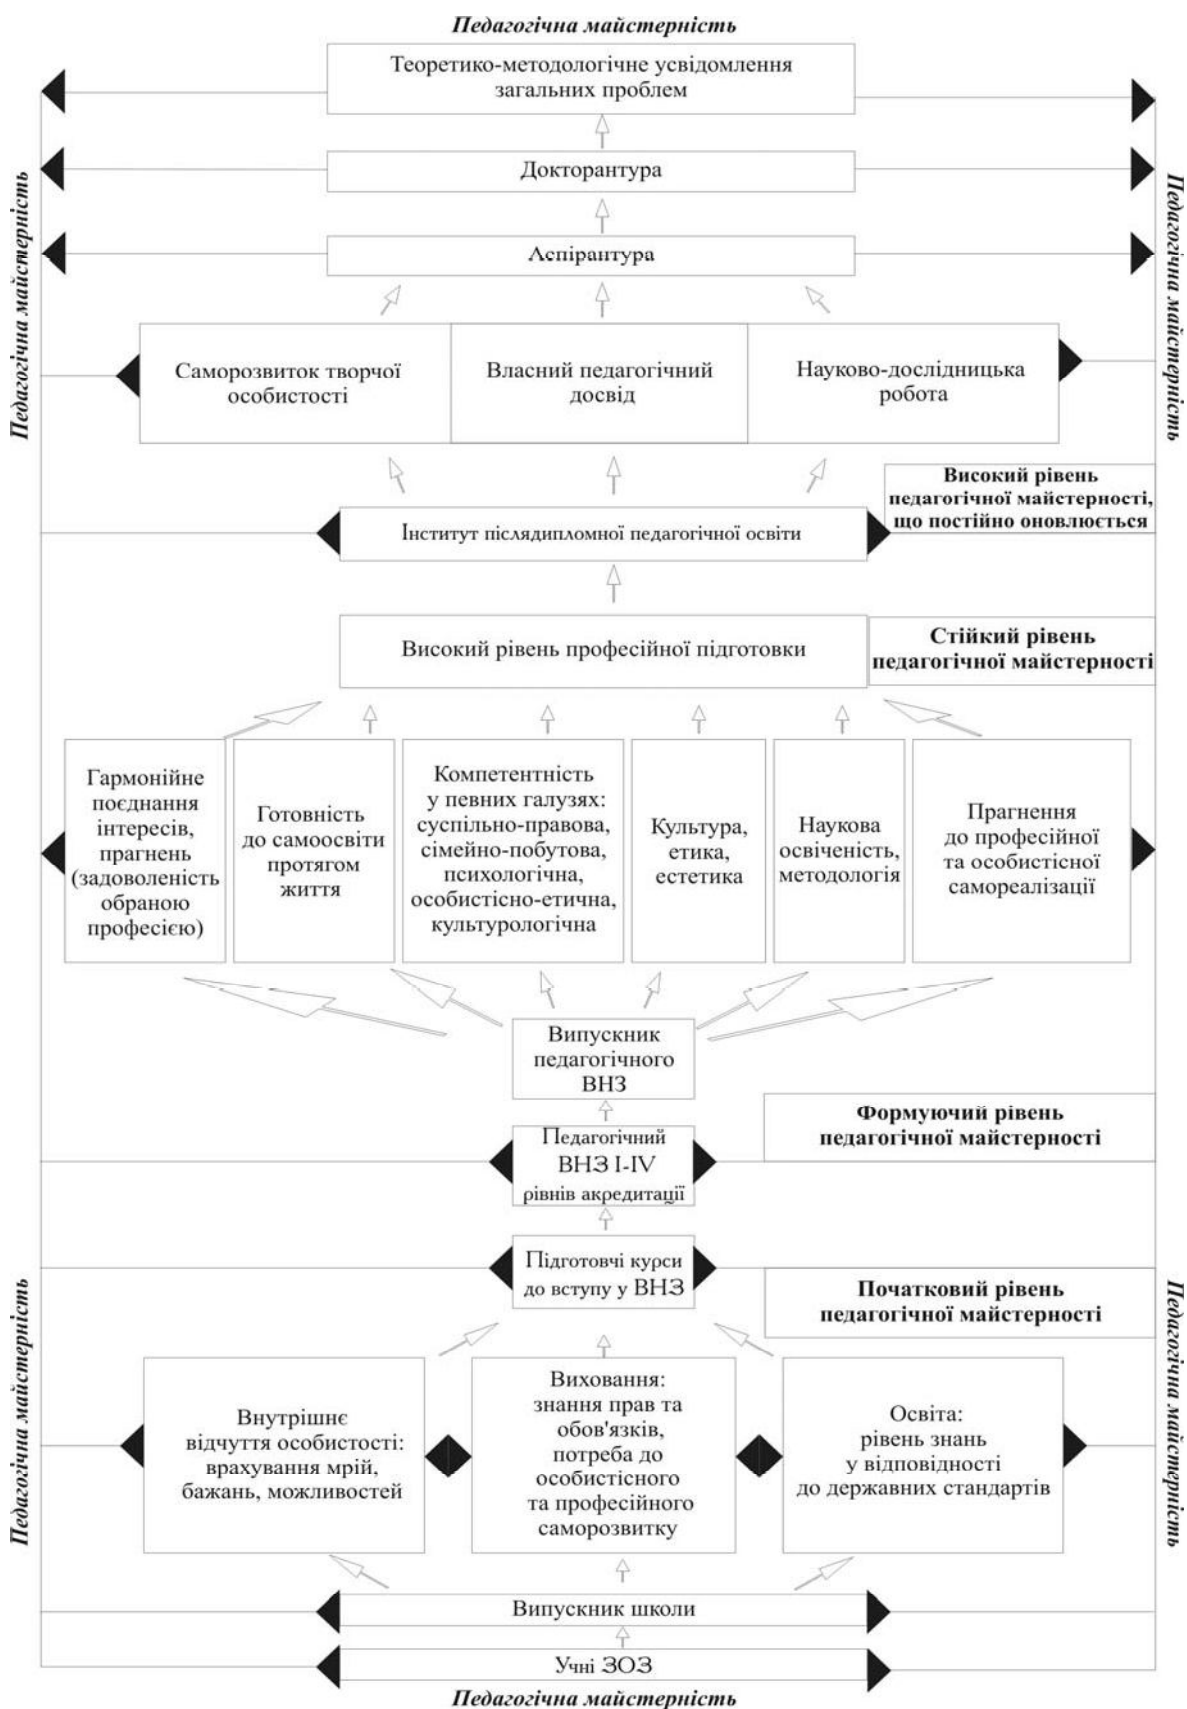 Педагогічна майстерність
Теоретико-методологічне усвідомлення
загальних проблем
Докторантура
Аспірантура
Педагогічна майстерність
Педагогічна майстерність
Саморозвиток творчої
особистості
Власний педагогічний
досвід
Науково-дослідницька
робота
Високий рівень
педагогічної майстерності,
що постійно оновлюється
Інститут післядипломної педагогічної освіти
Високий рівень професійної підготовки
Стійкий рівень
педагогічної майстерності
Гармонійне
поєднання
інтересів,
прагнень
(задоволеність
обраною
професією)
Готовність
до самоосвіти
протягом
життя
Компетентність
у певних галузях:
суспільно-правова,
сімейно-побутова,
психологічна,
особистісно-етична,
культурологічна
Культура,
етика,
естетика
Наукова
освіченість,
методологія
Прагнення
до професійної
та особистісної
самореалізації
Випускник
педагогічного
ВНЗ
Формуючий рівень
педагогічної майстерності
Педагогічний
ВНЗ I-IV
рівнів акредитації
Підготовчі курси
до вступу у ВНЗ
Початковий рівень
педагогічної майстерності
Педагогічна майстерність
Педагогічна майстерність
Внутрішнє
відчуття особистості:
врахування мрій,
бажань, можливостей
Виховання:
знання прав та
обов'язків,
потреба до
особистісного
та професійного
саморозвитку
Освіта:
рівень знань
у відповідності
до державних стандартів
Випускник школи
Учні ЗОЗ
Педагогічна майстерність